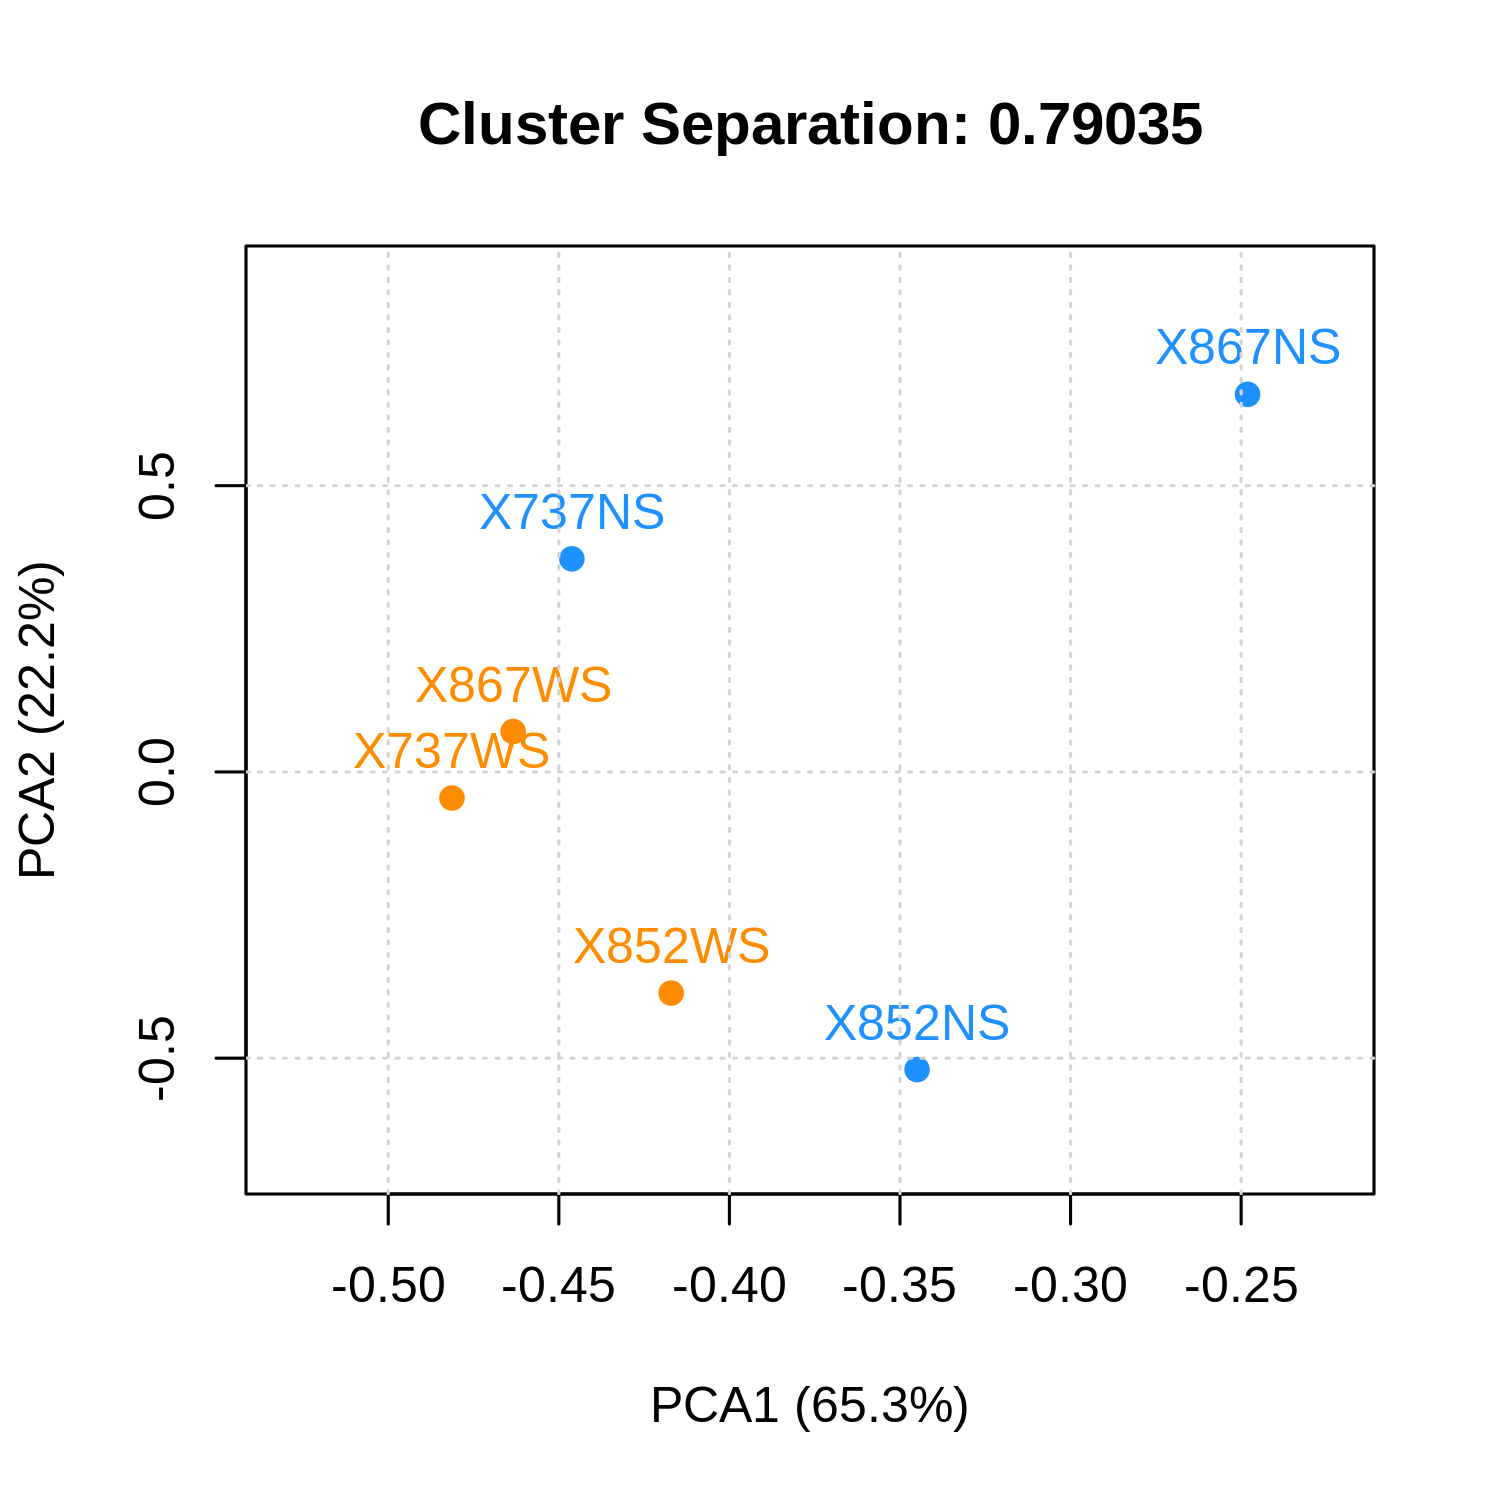 Cluster Separation: 0.79035
X867NS
X737NS
X867WS
X737WS
X852WS
X852NS
0.5
0.0
-0.5
PCA2 (22.2%)
-0.50 -0.45 -0.40 -0.35 -0.30 -0.25
PCA1 (65.3%)